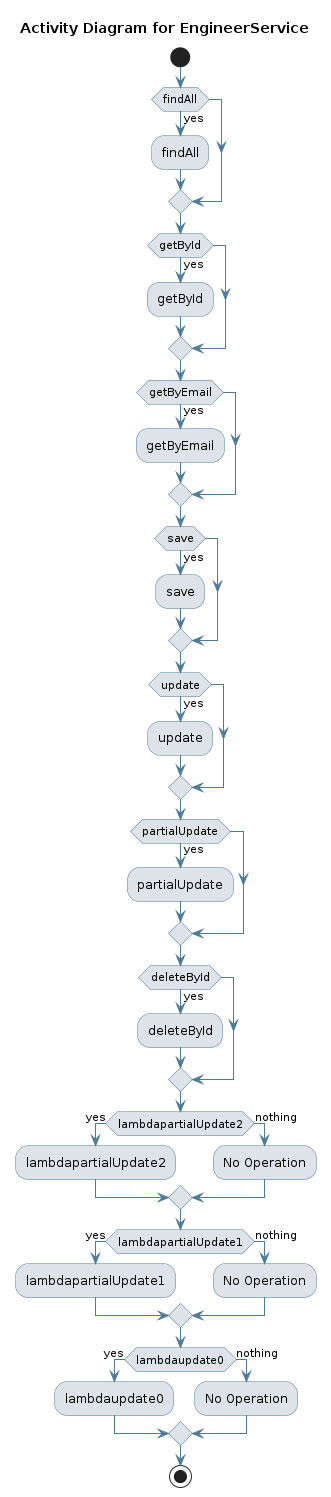 Activity Diagram for EngineerService
findAll
yes
findAll
getById
yes
getById
getByEmail
yes
getByEmail
save
yes
save
update
yes
update
partialUpdate
yes
partialUpdate
deleteById
yes
deleteById
yes lambdapartialUpdate2 nothing
lambdapartialUpdate2 No Operation
yes lambdapartialUpdate1 nothing
lambdapartialUpdate1 No Operation
yes lambdaupdate0 nothing
lambdaupdate0 No Operation